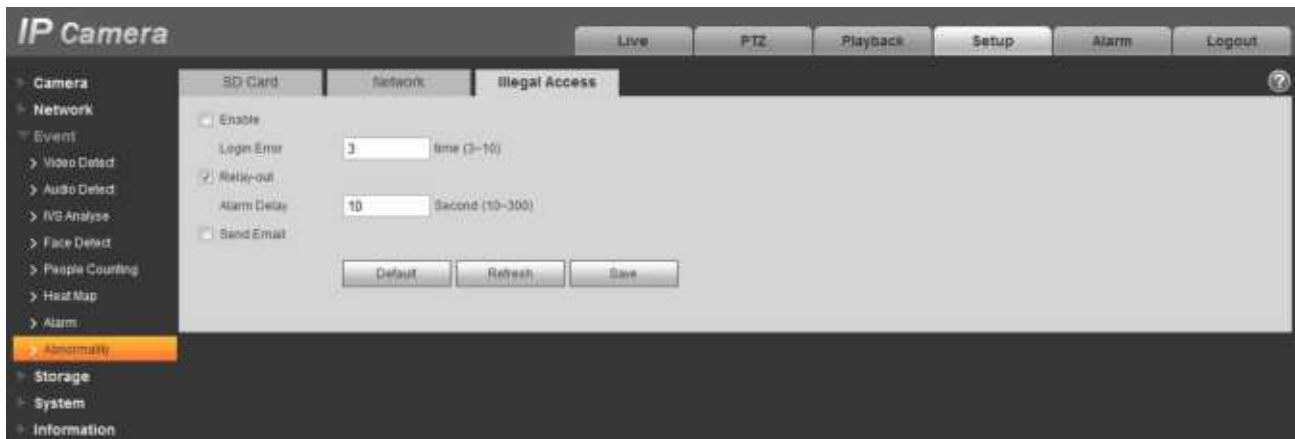 IP Camera
Live PTZ Playback Setup Alarm Logout
Camera
Network
Event
Video Detect
Audio Detect
IVS Analyse
Face Detect
People Counting
Heat Map
Alarm
Abnormality
Storage
System
Information
SD Card Network Illegal Access ?
Enable
Login Error 3 time (3~10)
Relay-out
Alarm Delay 10 Second (10~300)
Send Email
Default Refresh Save